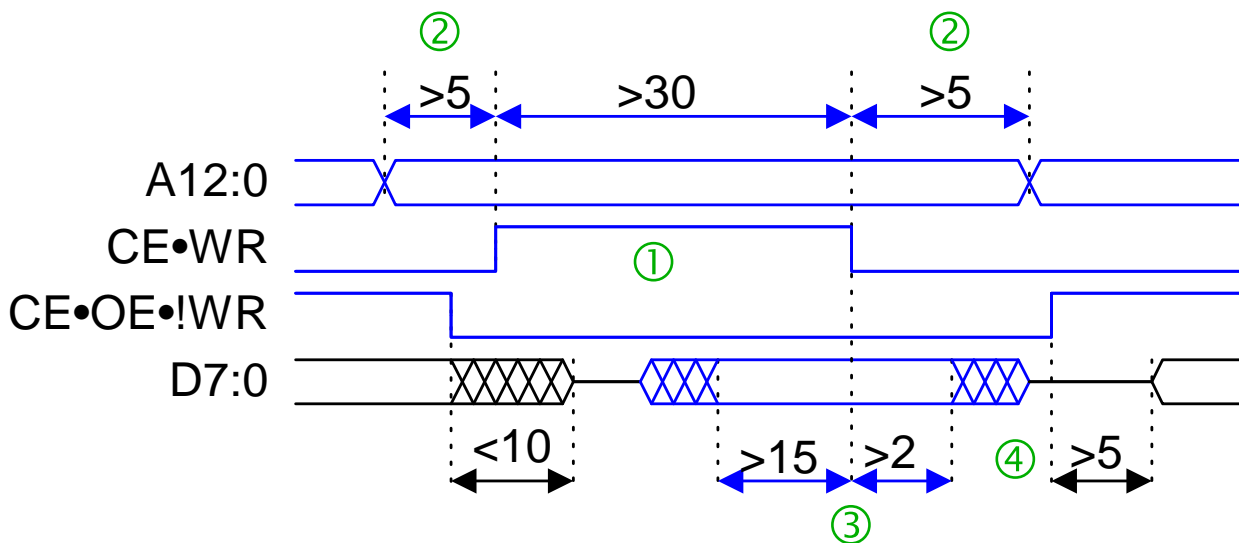 ② ②
>5 >30 >5
A12:0
CE•WR ①
CE•OE•!WR
D7:0
<10 >15 >2 ④ >5
③